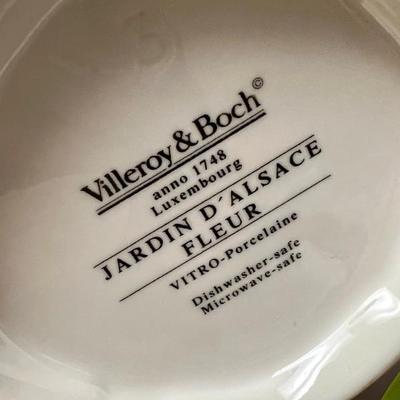 Villeroy & Boch ©
anno 1748
Luxembourg
JARDIN D'ALSACE
FLEUR
VITRO-Porcelaine
Dishwasher-safe
Microwave-safe